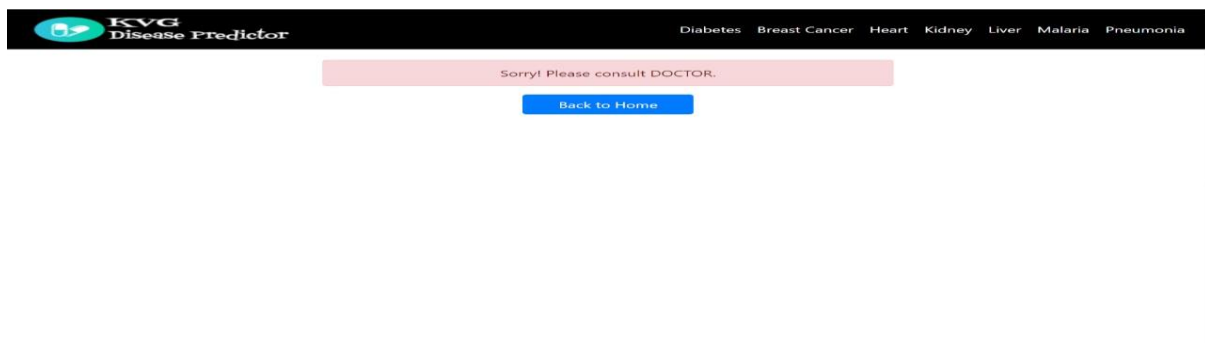 KVG
Disease Predictor
Diabetes Breast Cancer Heart Kidney Liver Malaria Pneumonia
Sorry! Please consult DOCTOR.
Back to Home